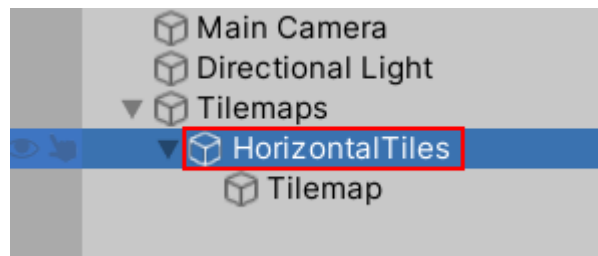 Main Camera
Directional Light
Tilemaps
HorizontalTiles
Tilemap